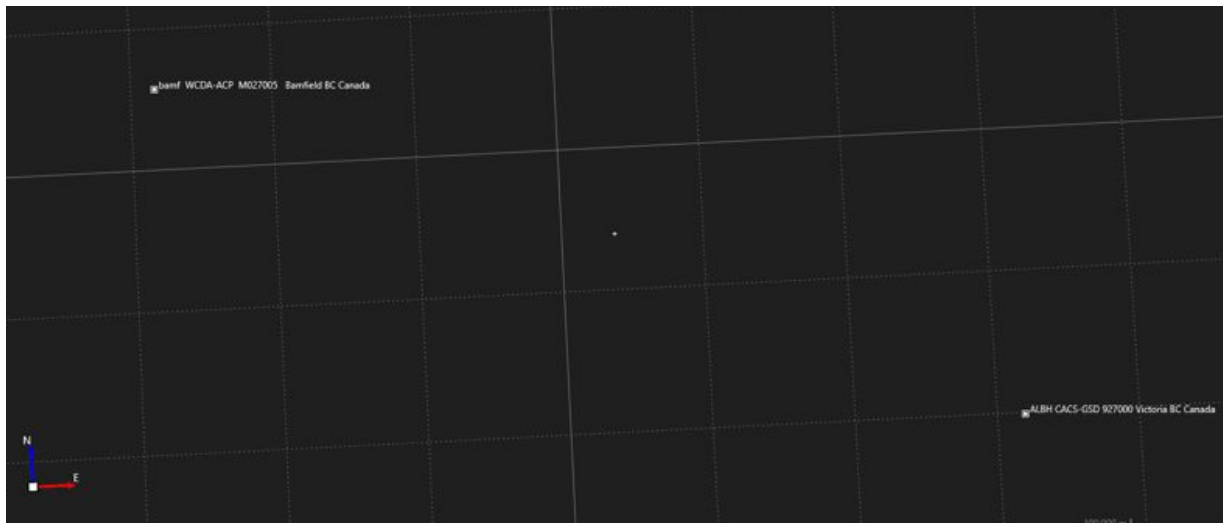 bamf WCDA-ACP M027005 Bamfield BC Canada
ALBH CACS-GSD 927000 Victoria BC Canada
N
E